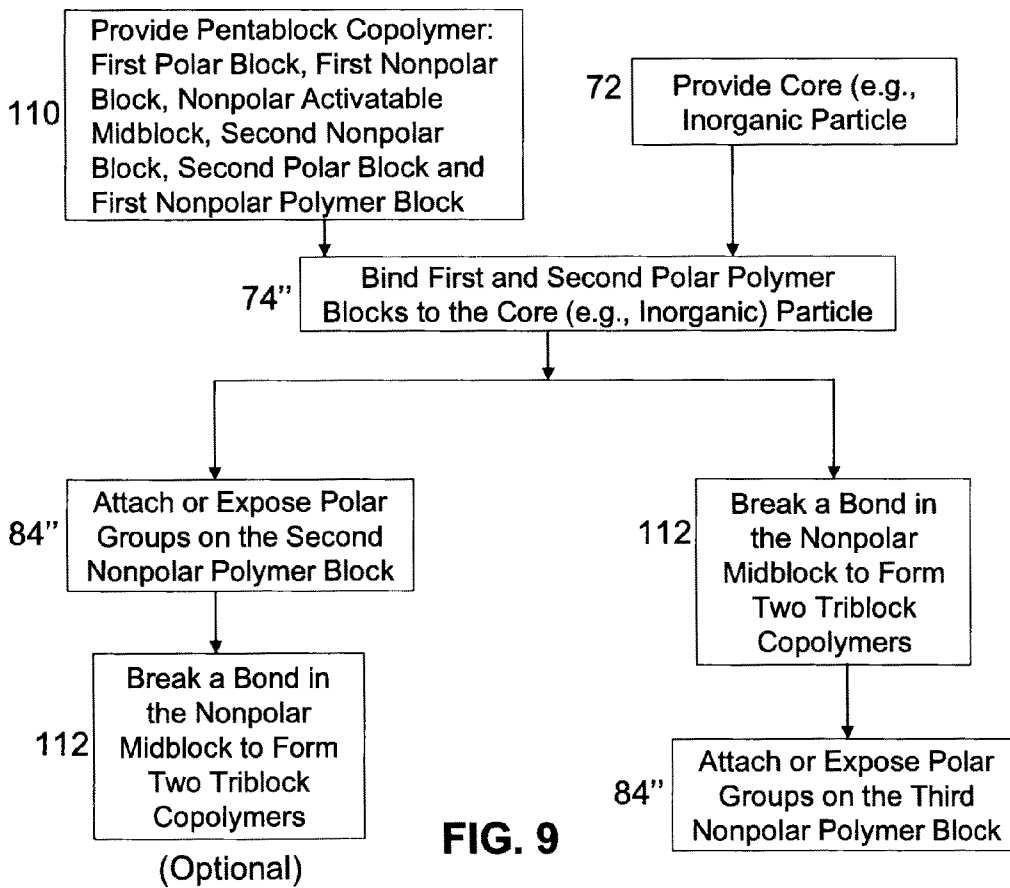 110
Provide Pentablock Copolymer:
First Polar Block, First Nonpolar
Block, Nonpolar Activatable
Midblock, Second Nonpolar
Block, Second Polar Block and
First Nonpolar Polymer Block
72
Provide Core (e.g.,
Inorganic Particle
74”
Bind First and Second Polar Polymer
Blocks to the Core (e.g., Inorganic) Particle
84”
Attach or Expose Polar
Groups on the Second
Nonpolar Polymer Block
112
Break a Bond in
the Nonpolar
Midblock to Form
Two Triblock
Copolymers
(Optional)
112
Break a Bond in
the Nonpolar
Midblock to Form
Two Triblock
Copolymers
84”
Attach or Expose Polar
Groups on the Third
Nonpolar Polymer Block
FIG. 9